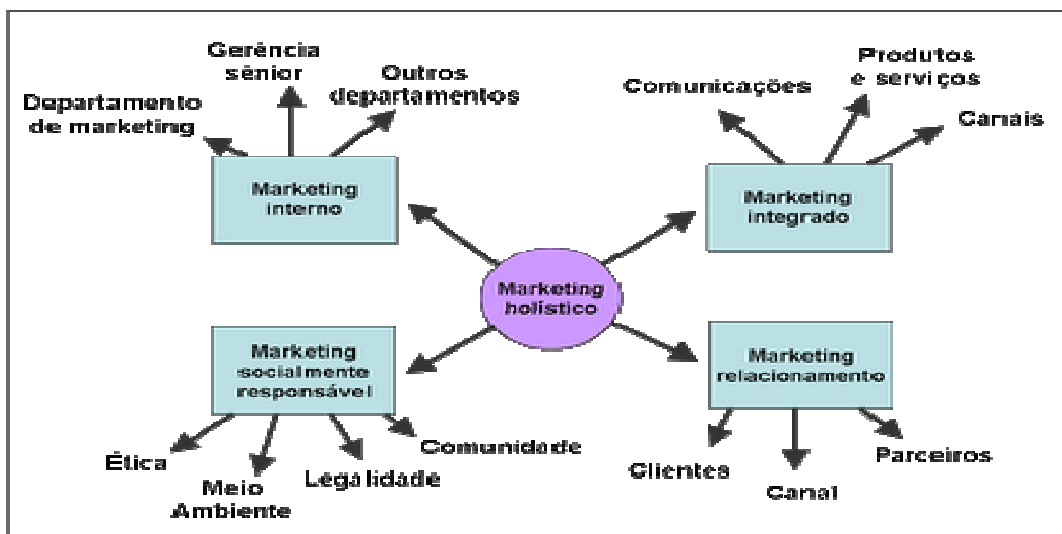 Gerência
sênior
Outros
departamentos
Departamento
de marketing
Marketing
interno
Comunicações
Produtos
e serviços
Canais
Marketing
integrado
Marketing
holístico
Marketing
socialmente
responsável
Ética
Meio
Ambiente
Legalidade
Comunidade
Marketing
relacionamento
Clientes
Canal
Parceiros